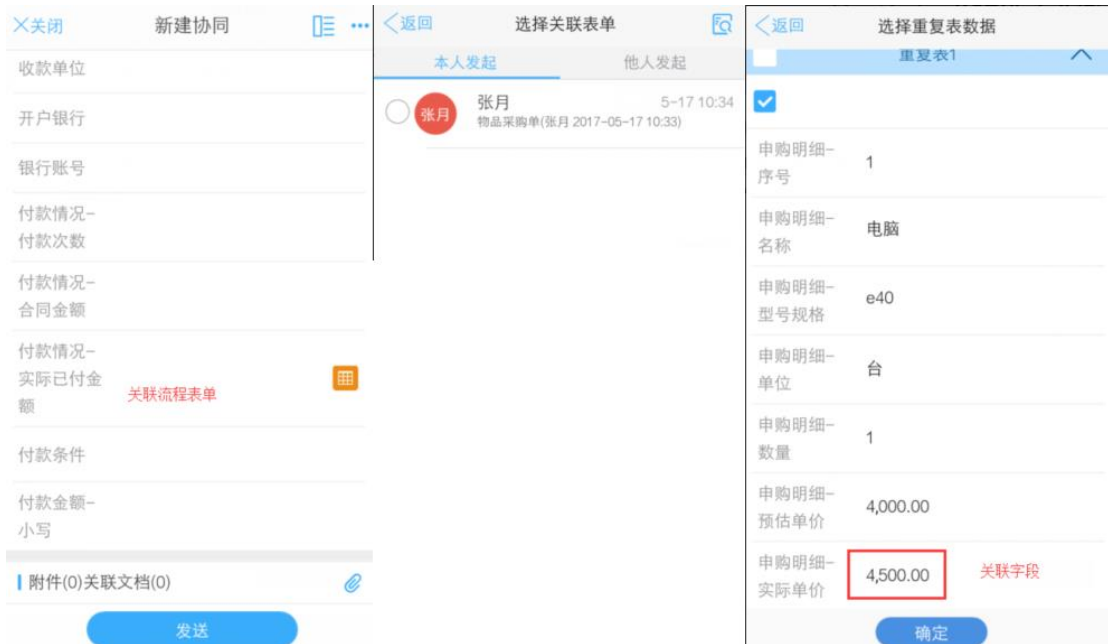 关闭
新建协同
收款单位
开户银行
银行账号
付款情况-
付款次数
付款情况-
合同金额
付款情况-
实际已付金
额
关联流程表单
付款条件
付款金额-
小写
附件(0)关联文档(0)
发送
返回
选择关联表单
本人发起
他人发起
张月
张月
5-17 10:34
物品采购单(张月 2017-05-17 10:33)
返回
选择重复表数据
重复表1
申购明细-
序号
1
申购明细-
名称
电脑
申购明细-
型号规格
e40
申购明细-
单位
台
申购明细-
数量
1
申购明细-
预估单价
4,000.00
申购明细-
实际单价
4,500.00
关联字段
确定